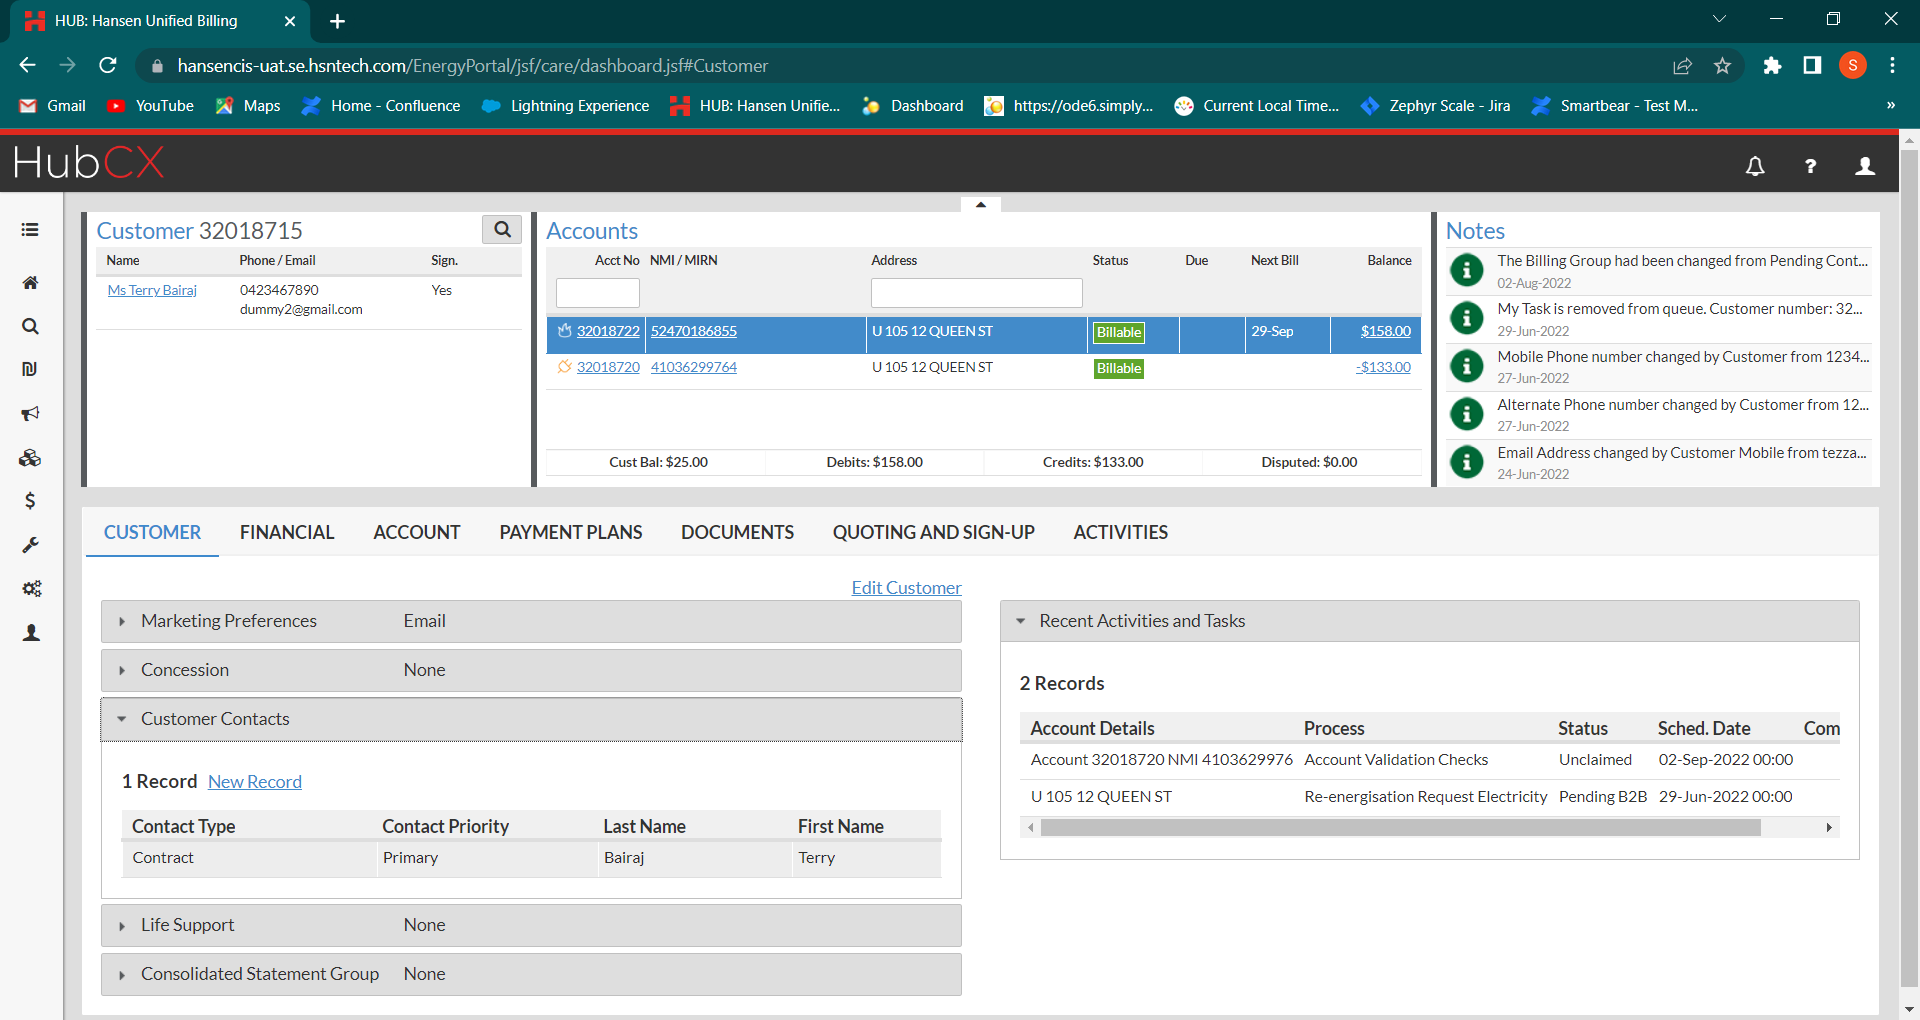 HUB: Hansen Unified Billing
hansencis-uat.se.hsntech.com/EnergyPortal/jsf/care/dashboard.jsf#Customer
S
Gmail YouTube Maps Home - Confluence Lightning Experience HUB: Hansen Unifie... Dashboard https://ode6.simply... Current Local Time... Zephyr Scale - Jira Smartbear - Test M... »
HubCX
?
Customer 32018715
Name Phone / Email Sign.
Ms Terry Bairaj 0423467890 Yes
dummy2@gmail.com
Accounts
Acct No NMI / MIRN Address Status Due Next Bill Balance
32018722 52470186855 U 105 12 QUEEN ST Billable 29-Sep $158.00
32018720 41036299764 U 105 12 QUEEN ST Billable -$133.00
Cust Bal: $25.00 Debits: $158.00 Credits: $133.00 Disputed: $0.00
Notes
The Billing Group had been changed from Pending Cont...
02-Aug-2022
My Task is removed from queue. Customer number: 32...
29-Jun-2022
Mobile Phone number changed by Customer from 1234...
27-Jun-2022
Alternate Phone number changed by Customer from 12...
27-Jun-2022
Email Address changed by Customer Mobile from tezza...
24-Jun-2022
CUSTOMER FINANCIAL ACCOUNT PAYMENT PLANS DOCUMENTS QUOTING AND SIGN-UP ACTIVITIES
Edit Customer
Marketing Preferences Email
Concession None
Customer Contacts
1 Record New Record
Contact Type Contact Priority Last Name First Name
Contract Primary Bairaj Terry
Life Support None
Consolidated Statement Group None
Recent Activities and Tasks
2 Records
Account Details Process Status Sched. Date Com
Account 32018720 NMI 4103629976 Account Validation Checks Unclaimed 02-Sep-2022 00:00
U 105 12 QUEEN ST Re-energisation Request Electricity Pending B2B 29-Jun-2022 00:00